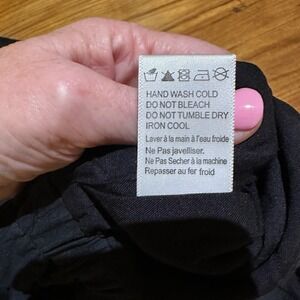 HAND WASH COLD
DO NOT BLEACH
DO NOT TUMBLE DRY
IRON COOL
Laver à la main à l'eau froide
Ne Pas javelliser.
Ne Pas Secher à la machine
Repasser au fer froid